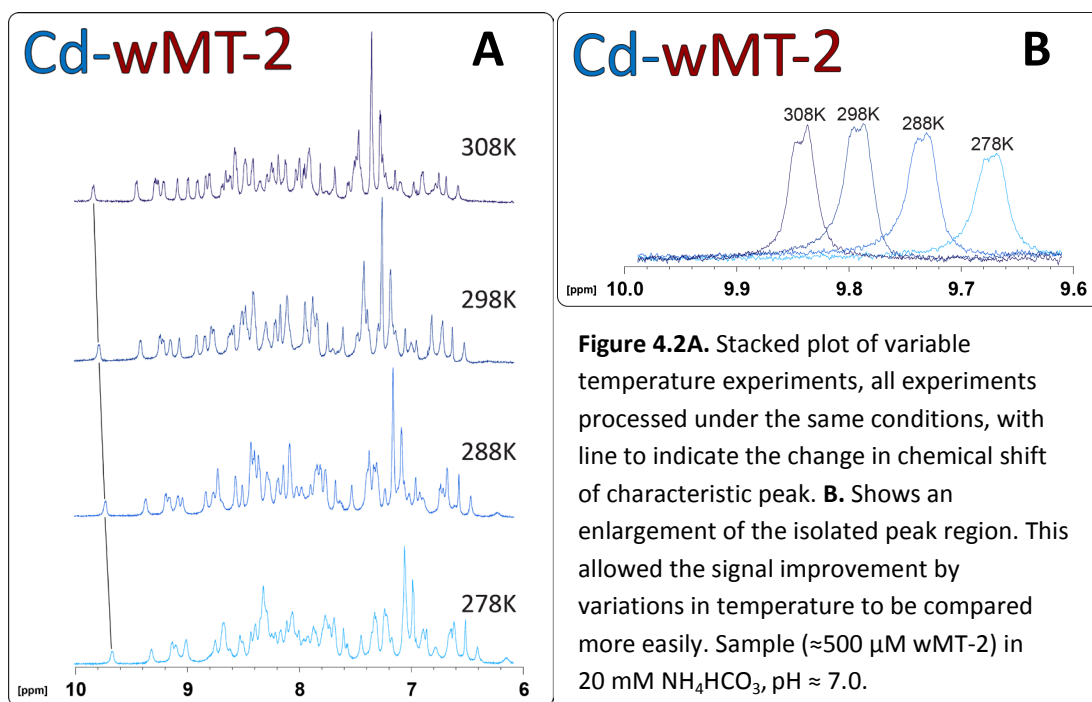 Cd-wMT-2
A
308K
298K
288K
278K
[ppm] 10 9 8 7 6
Cd-wMT-2
B
308K 298K 288K 278K
[ppm] 10.0 9.9 9.8 9.7 9.6
Figure 4.2A. Stacked plot of variable
temperature experiments, all experiments
processed under the same conditions, with
line to indicate the change in chemical shift
of characteristic peak. B. Shows an
enlargement of the isolated peak region. This
allowed the signal improvement by
variations in temperature to be compared
more easily. Sample (≈500 µM wMT-2) in
20 mM NH₄HCO₃, pH ≈ 7.0.